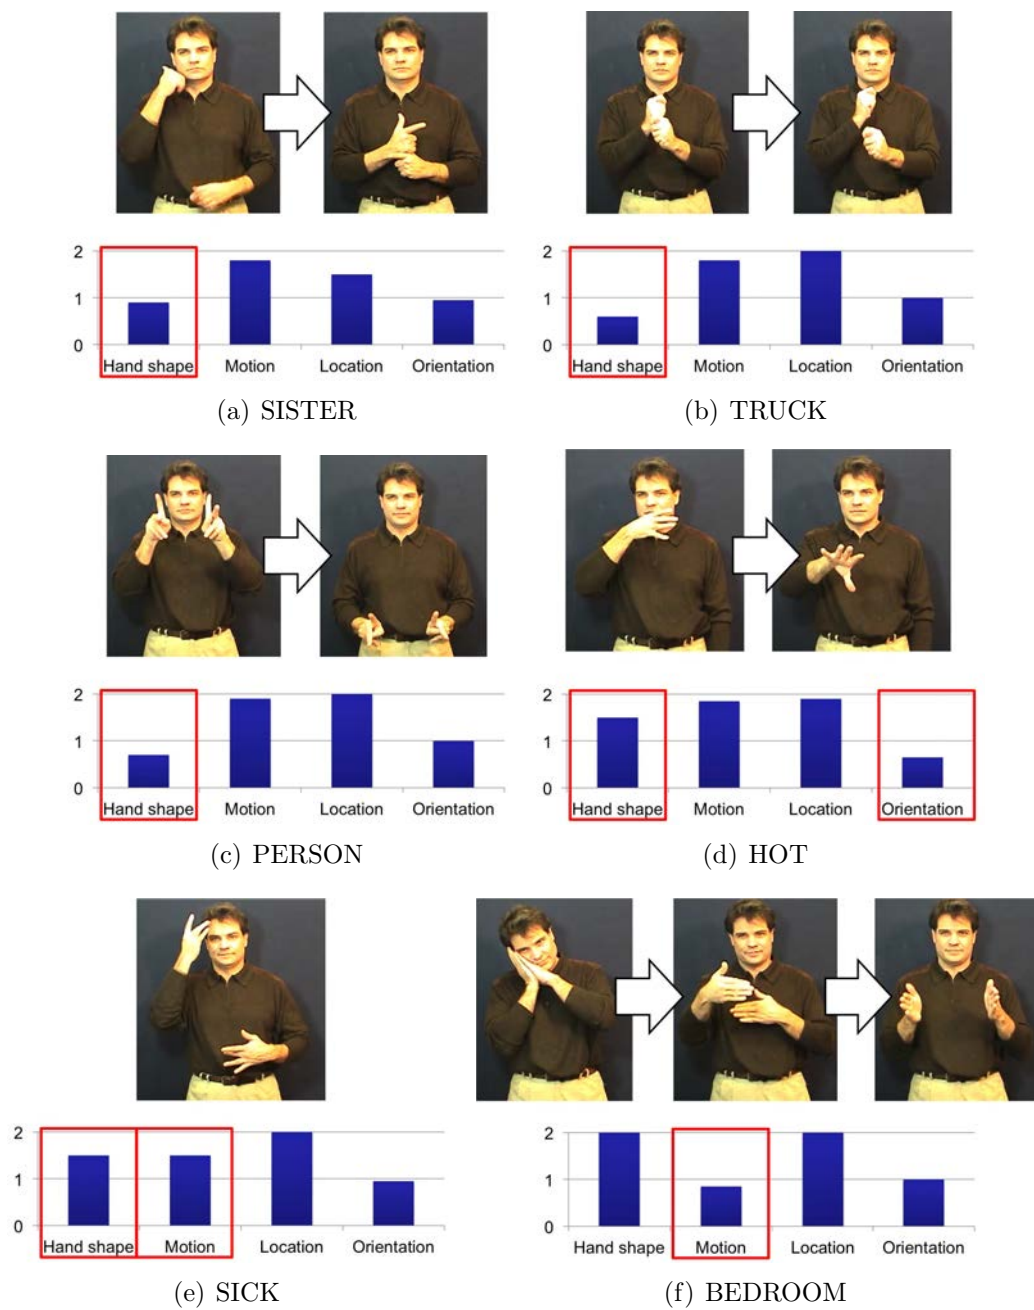 2
1
0
Hand shape Motion Location Orientation
(a) SISTER
2
1
0
Hand shape Motion Location Orientation
(b) TRUCK
2
1
0
Hand shape Motion Location Orientation
(c) PERSON
2
1
0
Hand shape Motion Location Orientation
(d) HOT
2
1
0
Hand shape Motion Location Orientation
(e) SICK
2
1
0
Hand shape Motion Location Orientation
(f) BEDROOM